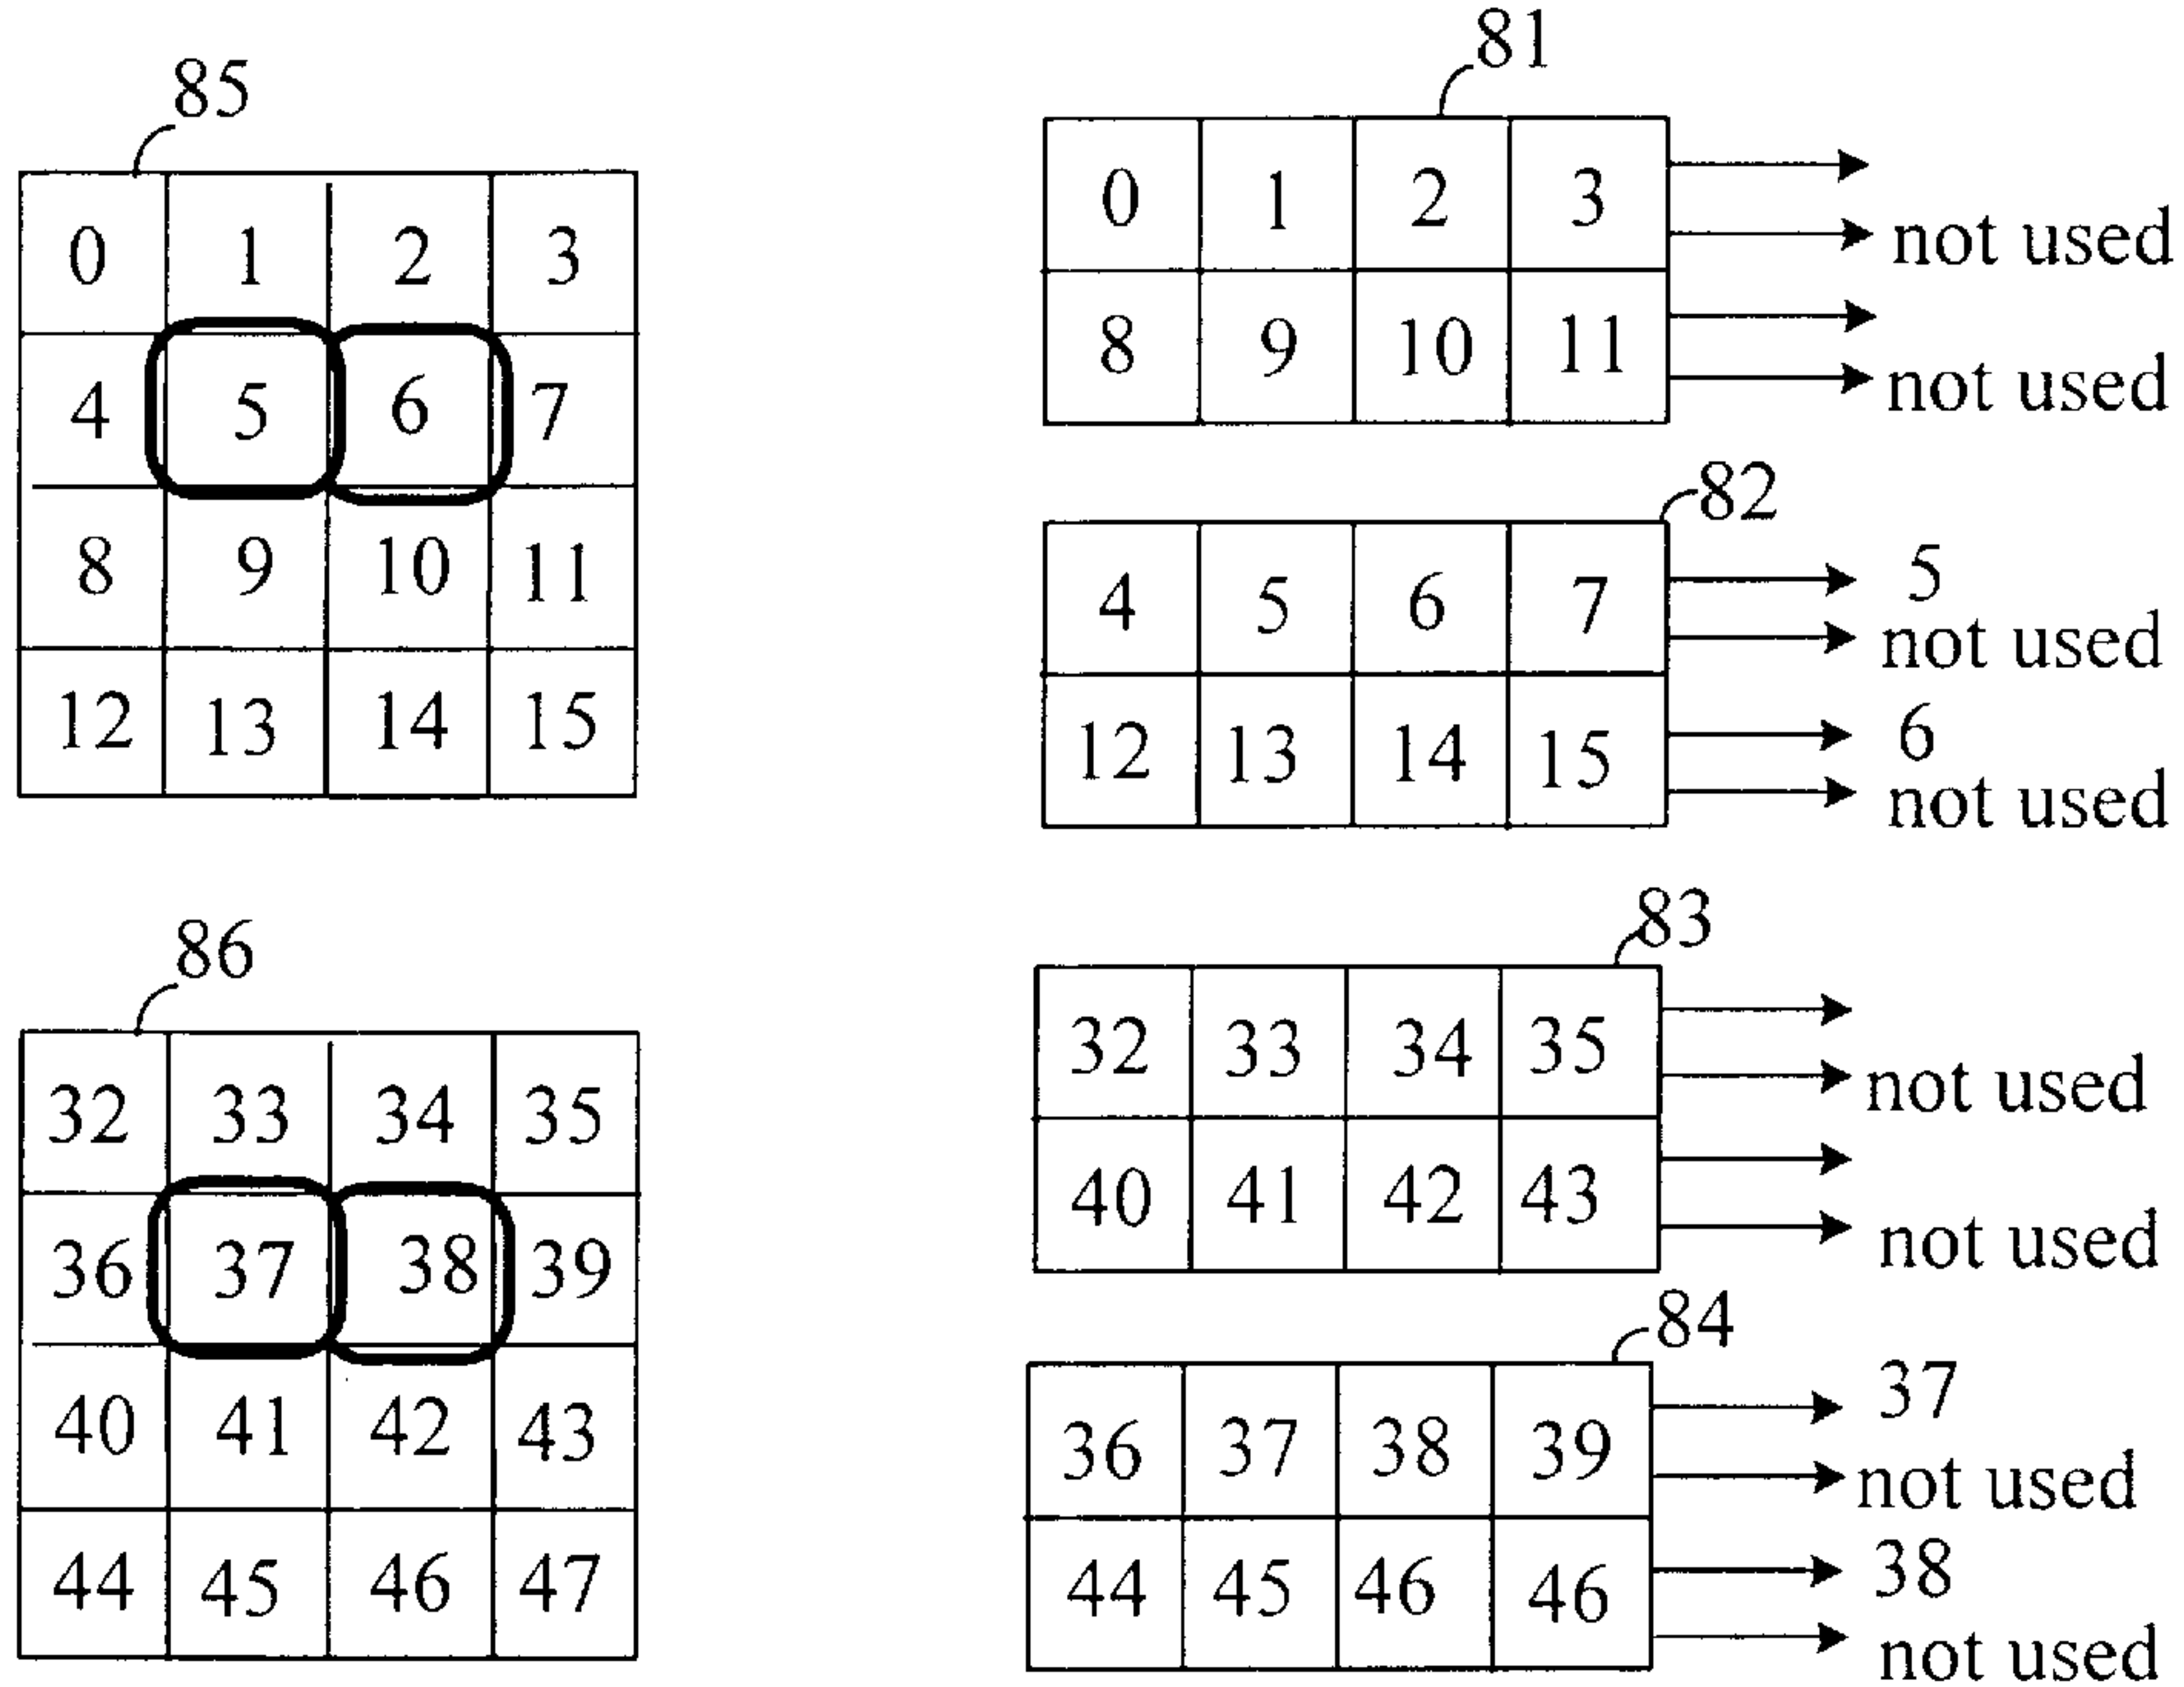 85
0 1 2 3
4 5 6 7
8 9 10 11
12 13 14 15
86
32 33 34 35
36 37 38 39
40 41 42 43
44 45 46 47
81
0 1 2 3
not used
8 9 10 11
not used
82
4 5 6 7
5
not used
12 13 14 15
6
not used
83
32 33 34 35
not used
40 41 42 43
not used
84
36 37 38 39
37
not used
44 45 46 46
38
not used